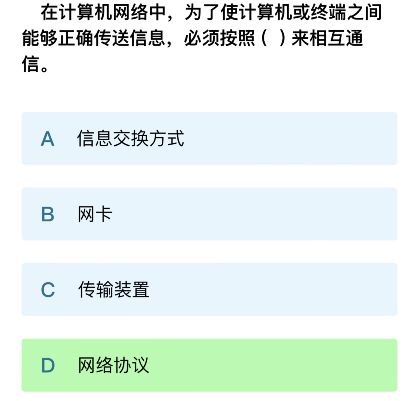 在计算机网络中，为了使计算机或终端之间
能够正确传送信息，必须按照（ ）来相互通
信。
A 信息交换方式
B 网卡
C 传输装置
D 网络协议